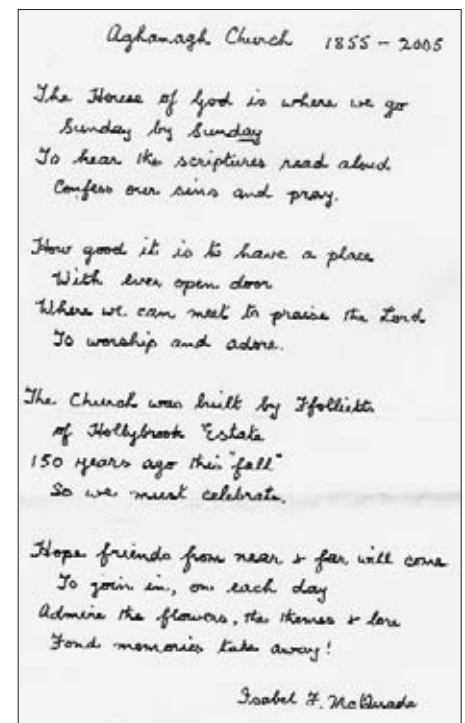 Aghanagh Church 1855 - 2005
The House of God is where we go
Sunday by Sunday
To hear the scriptures read aloud
Confess our sins and pray.
How good it is to have a place
With ever open door
Where we can meet to praise the Lord
To worship and adore.
The Church was built by Ffolliotts
of Hollybrook Estate
150 years ago this "fall"
So we must celebrate.
Hope friends from near & far will come
To join in, on each day
Admire the flowers, the themes & lore
Fond memories take away!
Isabel F. McQuade